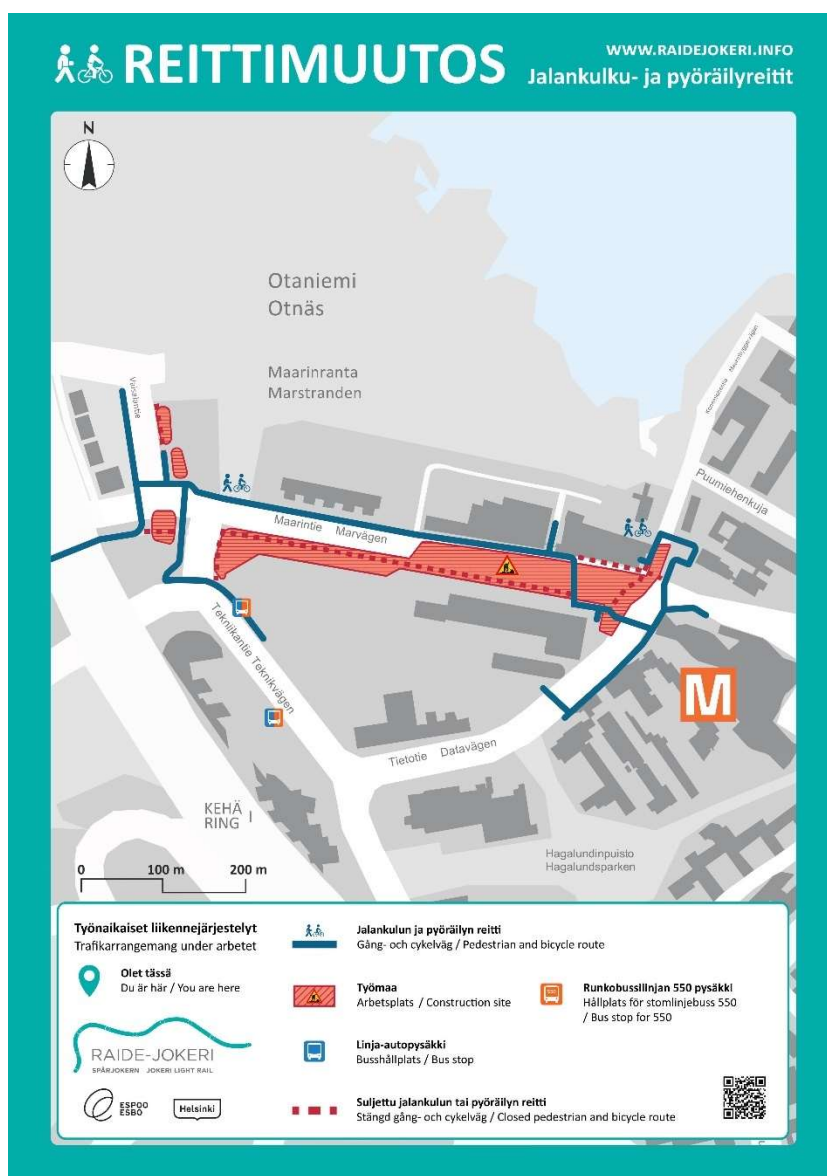 REITTIMUUTOS
WWW.RAIDEJOKERI.INFO
Jalankulku- ja pyöräilyreitit
N
Otaniemi
Otnäs
Maarinranta
Marstranden
Vaisalantie
Puumiehenkuja
Maarintie Marvägen
Tekniikantie Teknikvägen
M
Tietotie Datavägen
KEHÄ I
RING
Hagalundinpuisto
Hagalundsparken
0 100 m 200 m
Työnaikaiset liikennejärjestelyt
Trafikarrangemang under arbetet
Olet tässä
Du är här / You are here
RAIDE-JOKERI
SPÅRJOKERN JOKERI LIGHT RAIL
ESPOO
ESBO
Helsinki
Jalankulun ja pyöräilyn reitti
Gång- och cykelväg / Pedestrian and bicycle route
Työmaa
Arbetsplats / Construction site
Linja-autopysäkki
Busshållplats / Bus stop
Suljettu jalankulun tai pyöräilyn reitti
Stängd gång- och cykelväg / Closed pedestrian and bicycle route
Runkobussilinjan 550 pysäkki
Hållplats för stomlinjebuss 550
/ Bus stop for 550